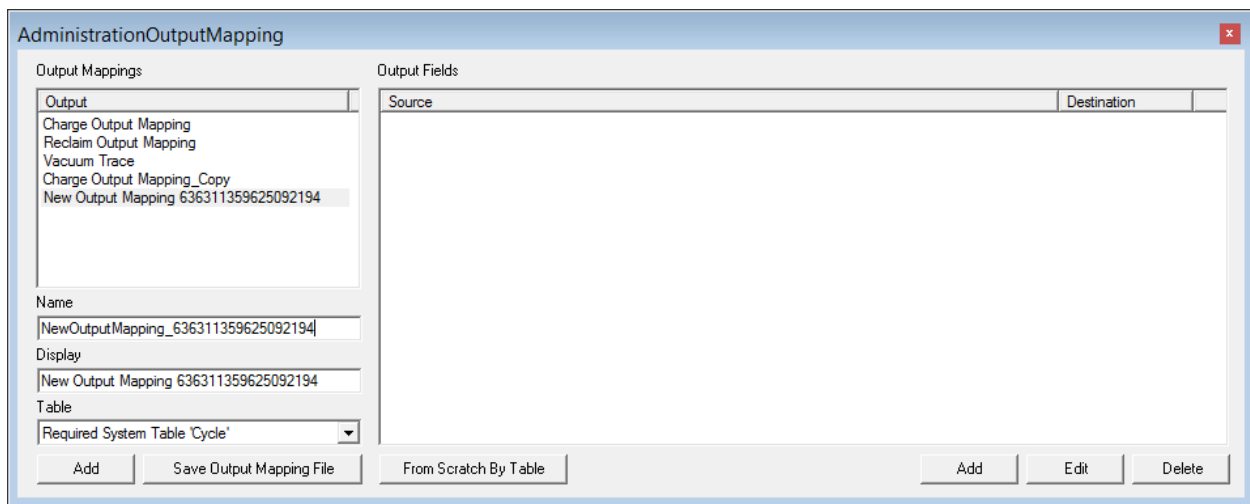 AdministrationOutputMapping
x
Output Mappings
Output
Charge Output Mapping
Reclaim Output Mapping
Vacuum Trace
Charge Output Mapping_Copy
New Output Mapping 636311359625092194
Name
NewOutputMapping_636311359625092194
Display
New Output Mapping 636311359625092194
Table
Required System Table 'Cycle'
Add
Save Output Mapping File
Output Fields
Source
Destination
From Scratch By Table
Add
Edit
Delete